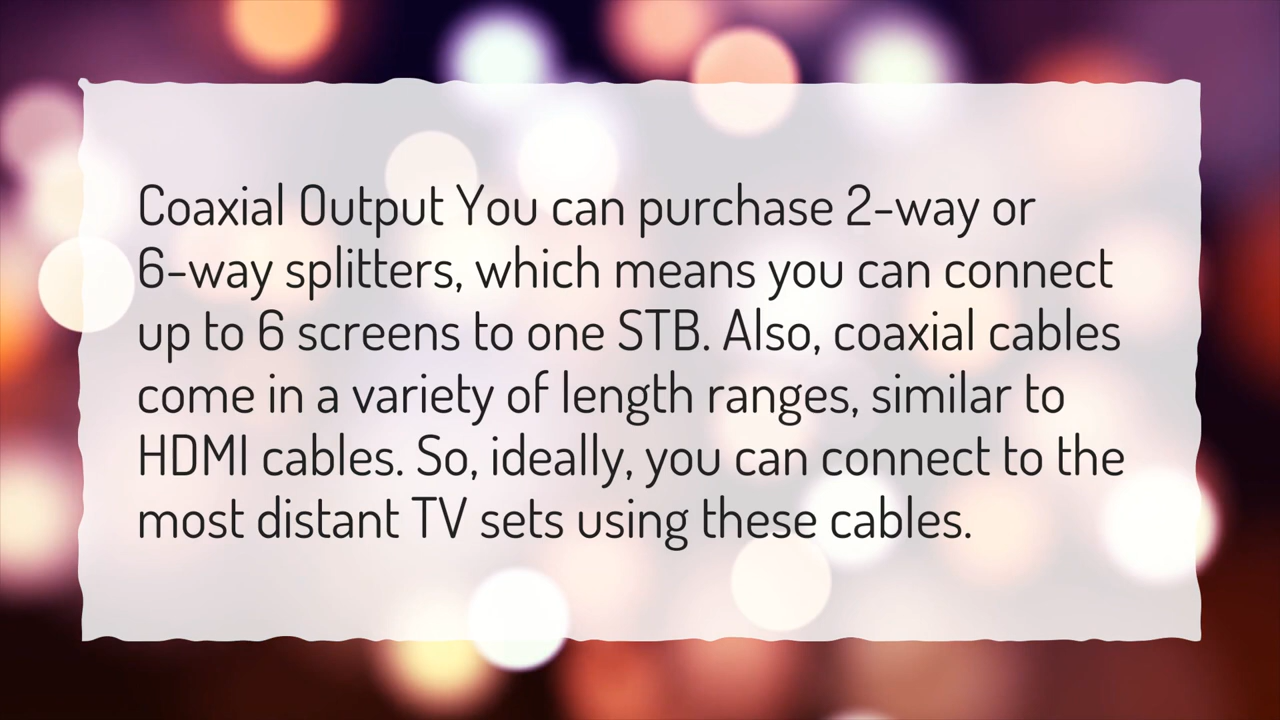 Coaxial Output You can purchase 2-way or
6-way splitters, which means you can connect
up to 6 screens to one STB. Also, coaxial cables
come in a variety of length ranges, similar to
HDMI cables. So, ideally, you can connect to the
most distant TV sets using these cables.